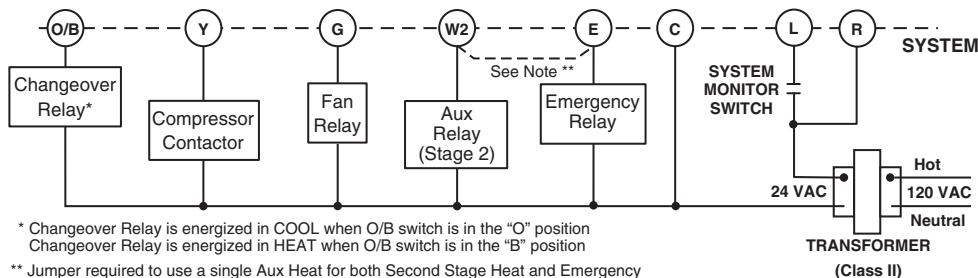 O/B Y G W2 E C L R
SYSTEM
See Note **
SYSTEM
MONITOR
SWITCH
Changeover
Relay*
Compressor
Contactor
Fan
Relay
Aux
Relay
(Stage 2)
Emergency
Relay
Hot
24 VAC
120 VAC
Neutral
TRANSFORMER
(Class II)
* Changeover Relay is energized in COOL when O/B switch is in the “O” position
Changeover Relay is energized in HEAT when O/B switch is in the “B” position
** Jumper required to use a single Aux Heat for both Second Stage Heat and Emergency